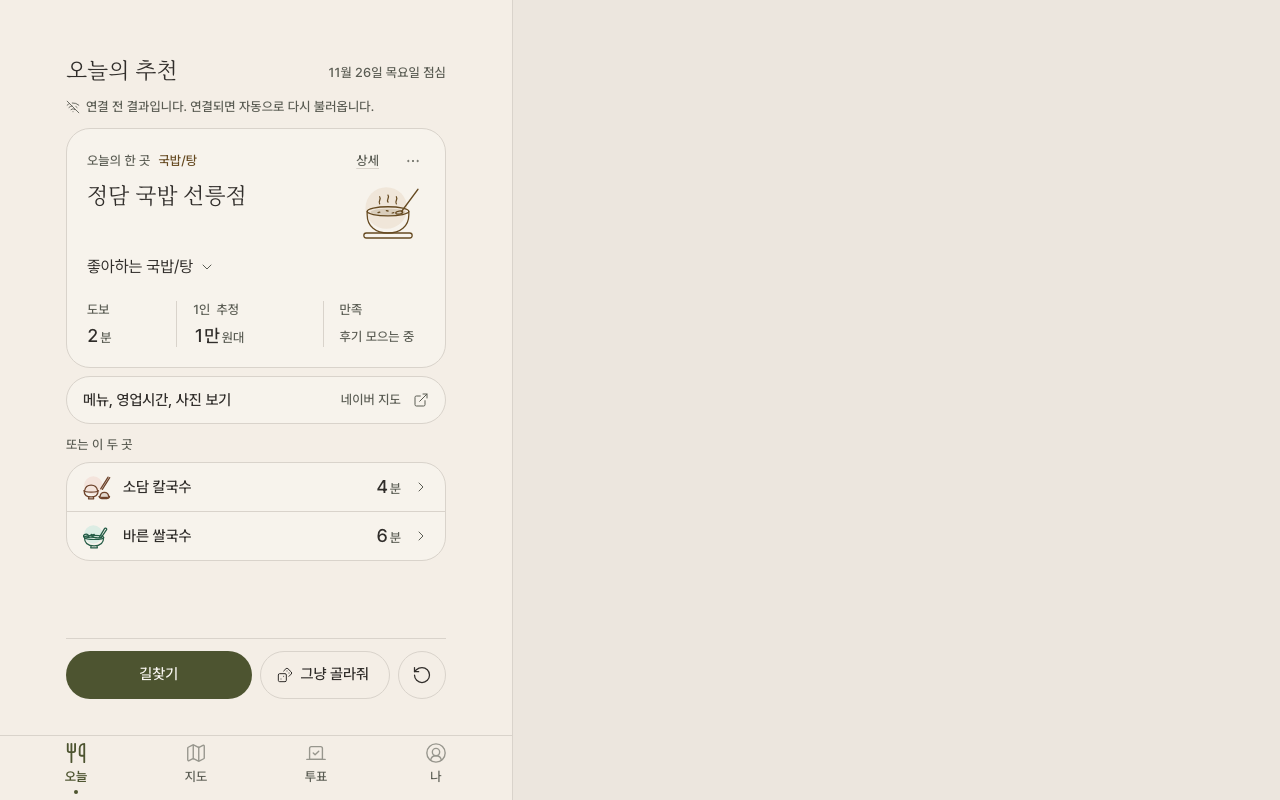 오늘의 추천
11월 26일 목요일 점심
연결 전 결과입니다. 연결되면 자동으로 다시 불러옵니다.
오늘의 한 곳 국밥/탕
상세
정담 국밥 선릉점
좋아하는 국밥/탕
도보
2분
1인 추정
1만원대
만족
후기 모으는 중
메뉴, 영업시간, 사진 보기
네이버 지도
또는 이 두 곳
소담 칼국수
4분
바른 쌀국수
6분
길찾기
그냥 골라줘
오늘
지도
투표
나